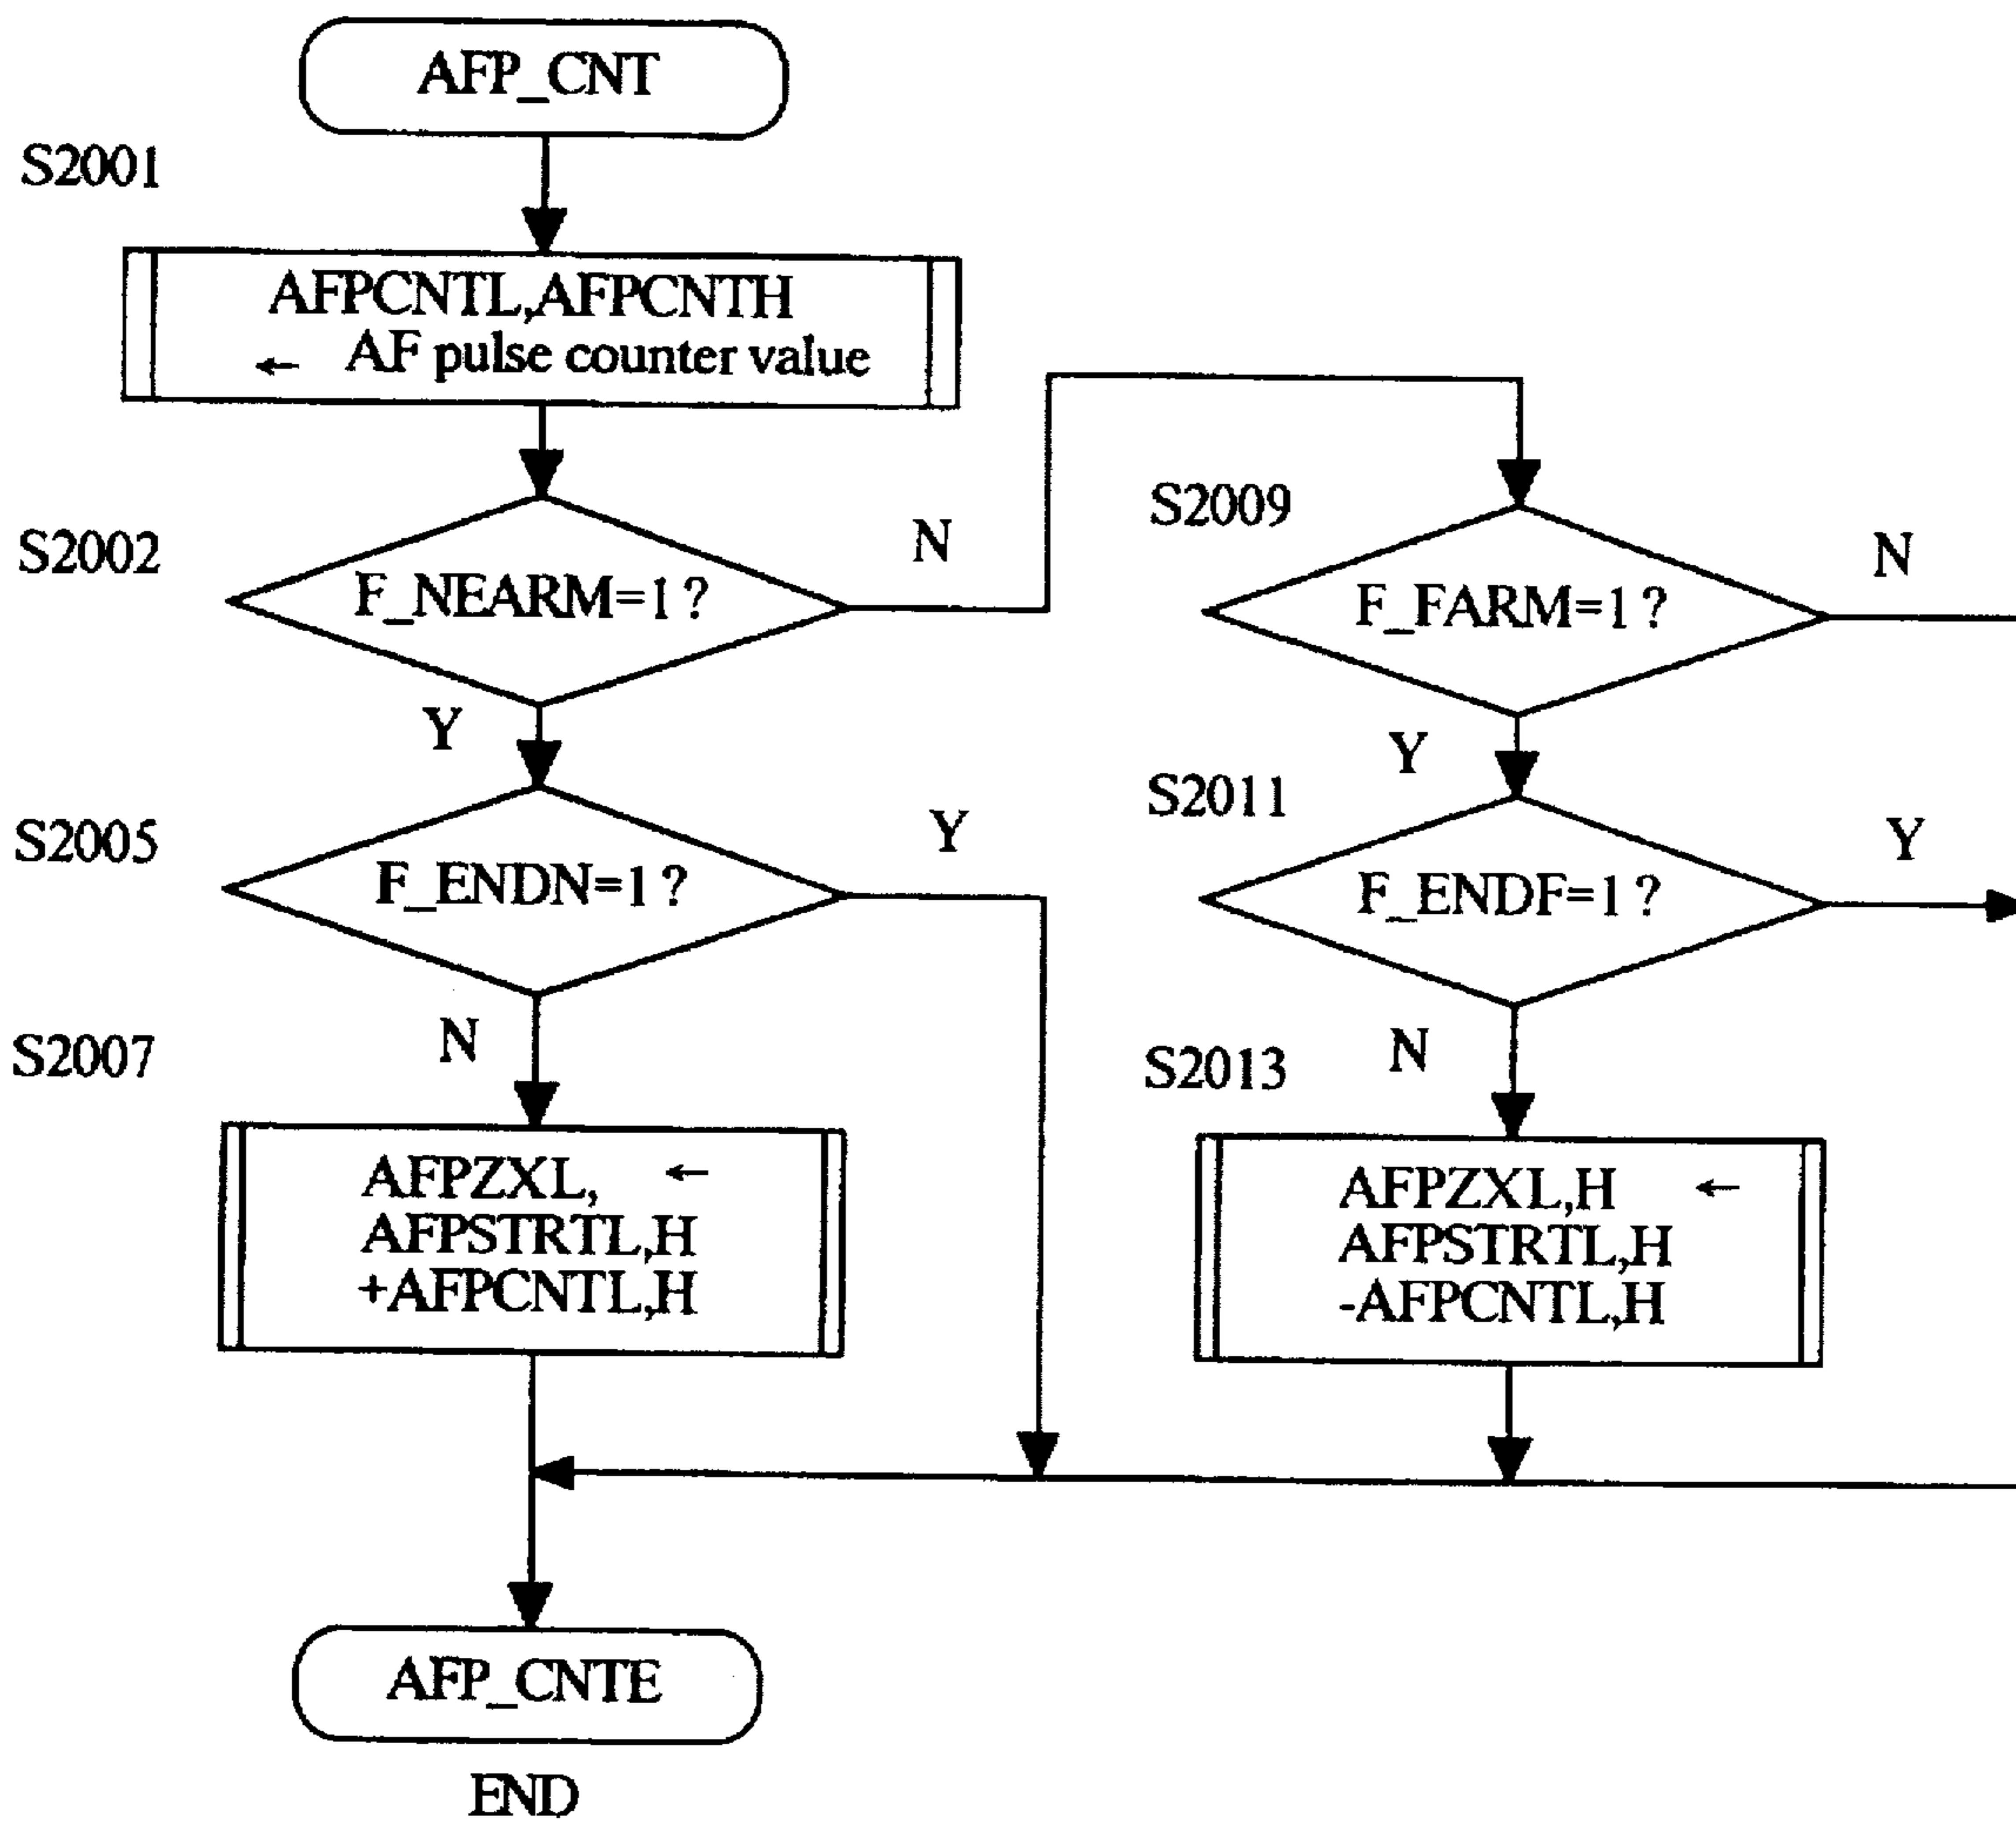 AFP_CNT
S2001
AFPCNTL,AFPCNTH
← AF pulse counter value
S2002
F_NEARM=1?
N
Y
S2005
F_ENDN=1?
Y
N
S2007
AFPZXL, ←
AFPSTRTL,H
+AFPCNTL,H
S2009
F_FARM=1?
N
Y
S2011
F_ENDF=1?
Y
N
S2013
AFPZXL,H ←
AFPSTRTL,H
-AFPCNTL,H
AFP_CNTE
END